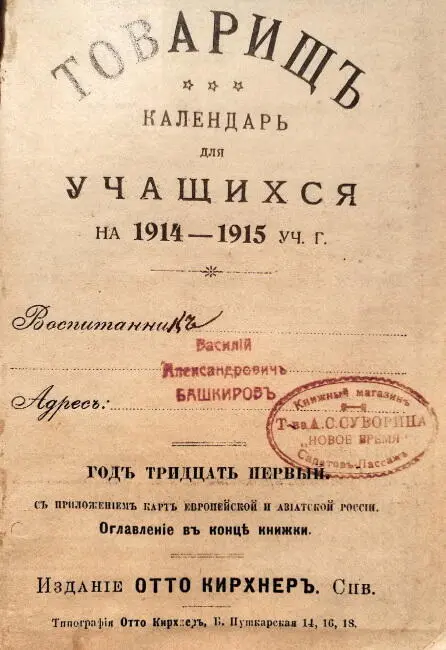 ТОВАРИЩЪ
КАЛЕНДАРЬ
ДЛЯ
УЧАЩИХСЯ
НА 1914—1915 УЧ. Г.
Воспитанникъ
Василій
Александровичъ
БАШКИРОВЪ
Адресъ:
Книжный магазинъ
Т-ва А.С.СУВОРИНА
„НОВОЕ ВРЕМЯ"
Саратовъ, Пассажъ
ГОДЪ ТРИДЦАТЬ ПЕРВЫЙ.
СЪ ПРИЛОЖЕНІЕМЪ КАРТЪ ЕВРОПЕЙСКОЙ И АЗІАТСКОЙ РОССІИ.
Оглавленіе въ концѣ книжки.
ИЗДАНІЕ ОТТО КИРХНЕРЪ. СПБ.
Типографія Отто Кирхнеръ, Б. Пушкарская 14, 16, 18.